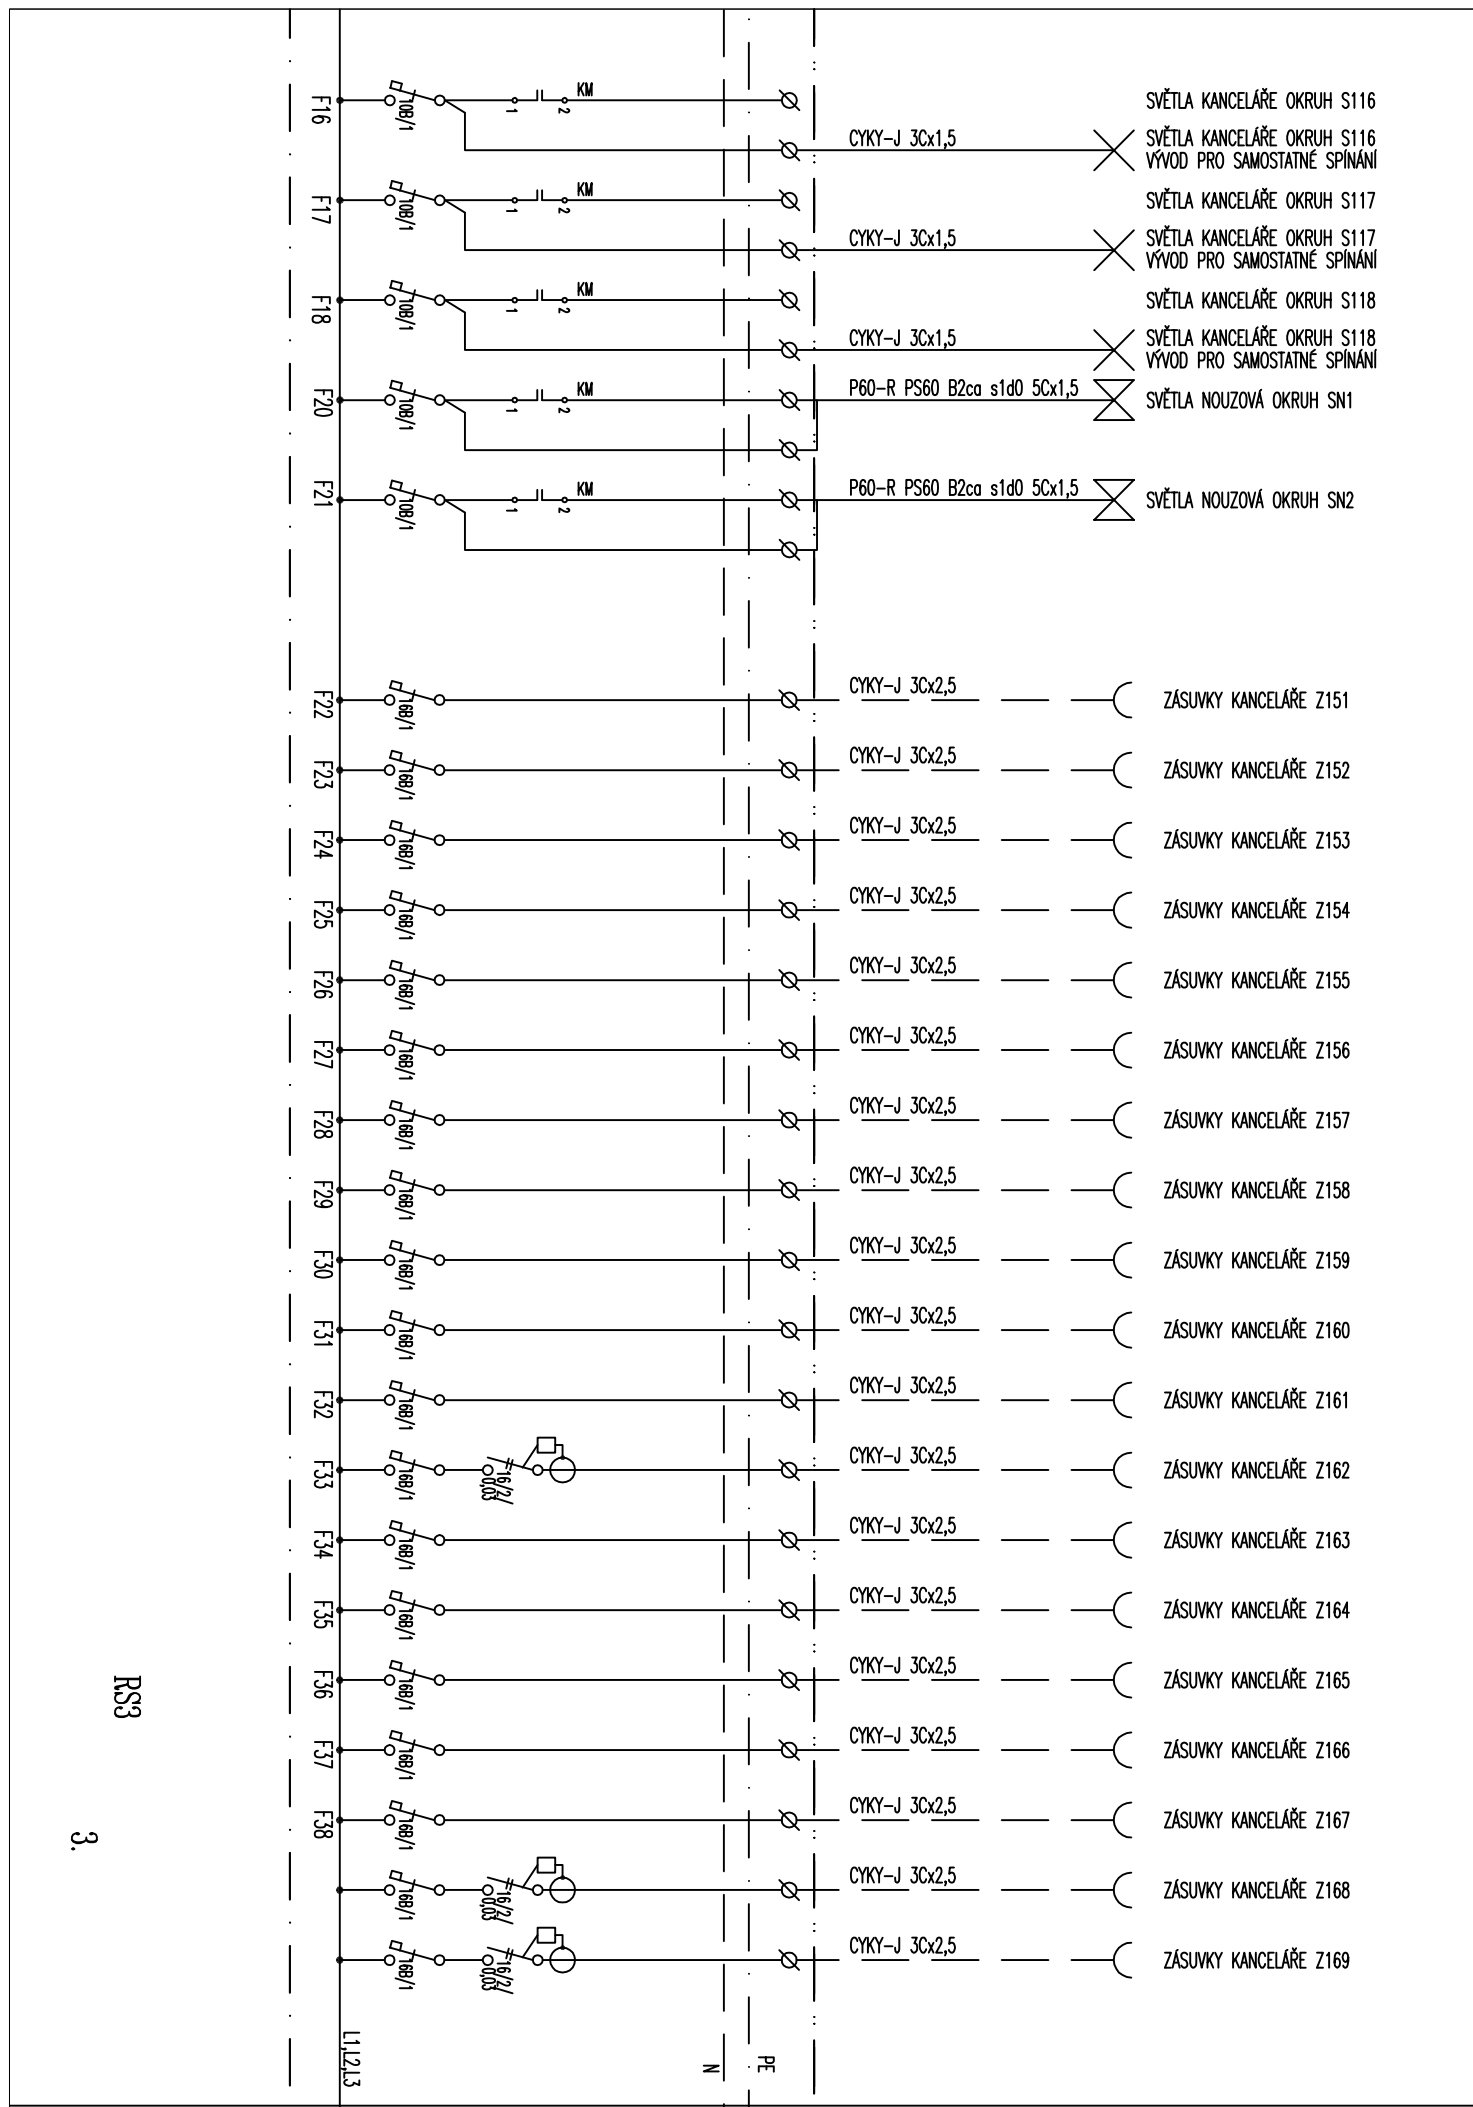 F16
10B/1
1
2
KM
SVĚTLA KANCELÁŘE OKRUH S116
CYKY-J 3Cx1,5
SVĚTLA KANCELÁŘE OKRUH S116
VÝVOD PRO SAMOSTATNÉ SPÍNÁNÍ
F17
10B/1
1
2
KM
SVĚTLA KANCELÁŘE OKRUH S117
CYKY-J 3Cx1,5
SVĚTLA KANCELÁŘE OKRUH S117
VÝVOD PRO SAMOSTATNÉ SPÍNÁNÍ
F18
10B/1
1
2
KM
SVĚTLA KANCELÁŘE OKRUH S118
CYKY-J 3Cx1,5
SVĚTLA KANCELÁŘE OKRUH S118
VÝVOD PRO SAMOSTATNÉ SPÍNÁNÍ
F20
10B/1
1
2
KM
P60-R PS60 B2ca s1d0 5Cx1,5
SVĚTLA NOUZOVÁ OKRUH SN1
F21
10B/1
1
2
KM
P60-R PS60 B2ca s1d0 5Cx1,5
SVĚTLA NOUZOVÁ OKRUH SN2
F22
16B/1
CYKY-J 3Cx2,5
ZÁSUVKY KANCELÁŘE Z151
F23
16B/1
CYKY-J 3Cx2,5
ZÁSUVKY KANCELÁŘE Z152
F24
16B/1
CYKY-J 3Cx2,5
ZÁSUVKY KANCELÁŘE Z153
F25
16B/1
CYKY-J 3Cx2,5
ZÁSUVKY KANCELÁŘE Z154
F26
16B/1
CYKY-J 3Cx2,5
ZÁSUVKY KANCELÁŘE Z155
F27
16B/1
CYKY-J 3Cx2,5
ZÁSUVKY KANCELÁŘE Z156
F28
16B/1
CYKY-J 3Cx2,5
ZÁSUVKY KANCELÁŘE Z157
F29
16B/1
CYKY-J 3Cx2,5
ZÁSUVKY KANCELÁŘE Z158
F30
16B/1
CYKY-J 3Cx2,5
ZÁSUVKY KANCELÁŘE Z159
F31
16B/1
CYKY-J 3Cx2,5
ZÁSUVKY KANCELÁŘE Z160
F32
16B/1
CYKY-J 3Cx2,5
ZÁSUVKY KANCELÁŘE Z161
F33
16B/1
16/2/
0,03
CYKY-J 3Cx2,5
ZÁSUVKY KANCELÁŘE Z162
F34
16B/1
CYKY-J 3Cx2,5
ZÁSUVKY KANCELÁŘE Z163
F35
16B/1
CYKY-J 3Cx2,5
ZÁSUVKY KANCELÁŘE Z164
F36
16B/1
CYKY-J 3Cx2,5
ZÁSUVKY KANCELÁŘE Z165
F37
16B/1
CYKY-J 3Cx2,5
ZÁSUVKY KANCELÁŘE Z166
F38
16B/1
CYKY-J 3Cx2,5
ZÁSUVKY KANCELÁŘE Z167
16B/1
16/2/
0,03
CYKY-J 3Cx2,5
ZÁSUVKY KANCELÁŘE Z168
16B/1
16/2/
0,03
CYKY-J 3Cx2,5
ZÁSUVKY KANCELÁŘE Z169
L1,L2,L3
N
PE
RS3
3.